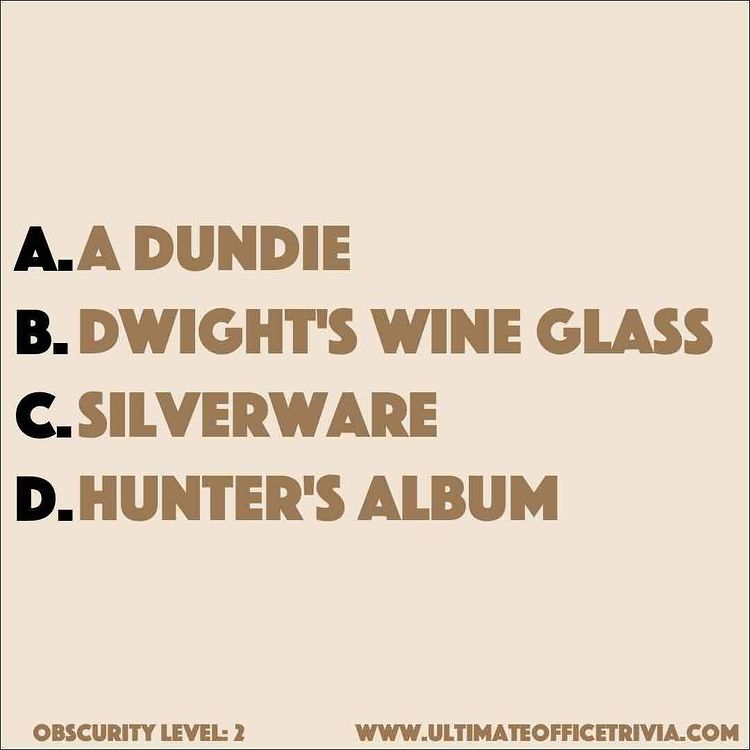 A. A DUNDIE
B. DWIGHT'S WINE GLASS
C. SILVERWARE
D. HUNTER'S ALBUM
OBSCURITY LEVEL: 2 WWW.ULTIMATEOFFICETRIVIA.COM